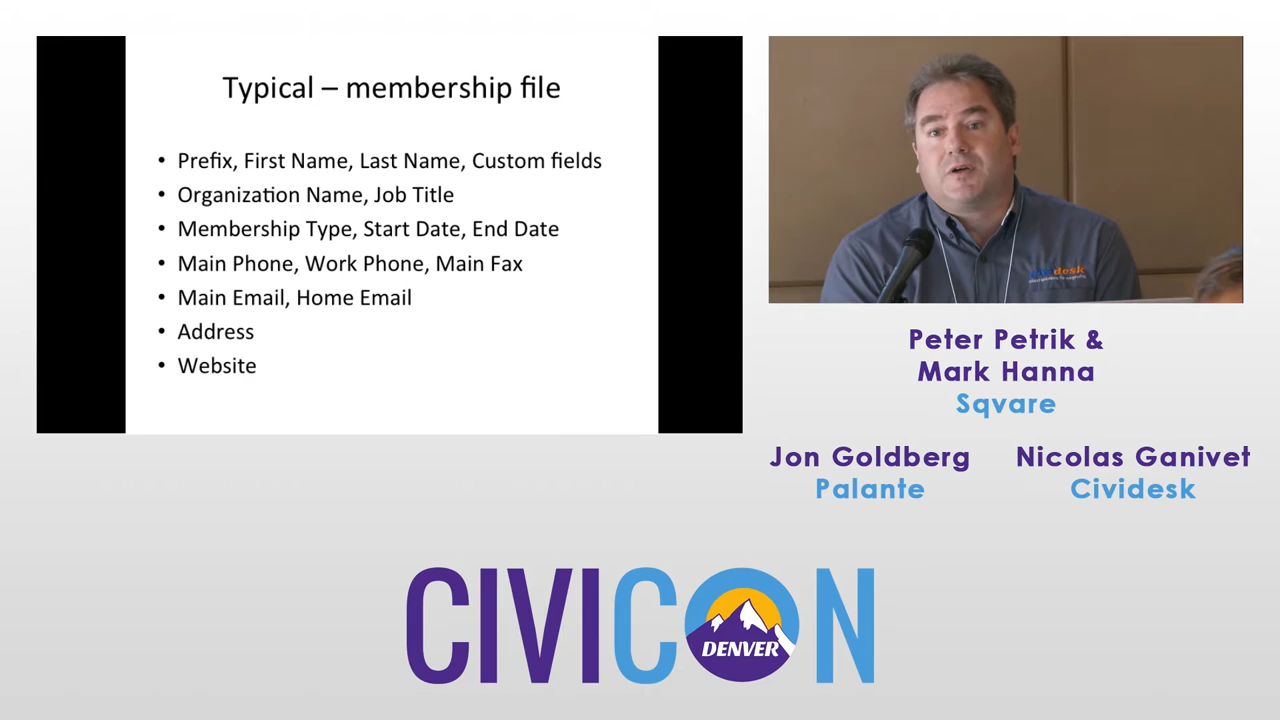 Typical – membership file
• Prefix, First Name, Last Name, Custom fields
• Organization Name, Job Title
• Membership Type, Start Date, End Date
• Main Phone, Work Phone, Main Fax
• Main Email, Home Email
• Address
• Website
desk
Peter Petrik &
Mark Hanna
Sqvare
Jon Goldberg
Palante
Nicolas Ganivet
Cividesk
CIVICON
DENVER